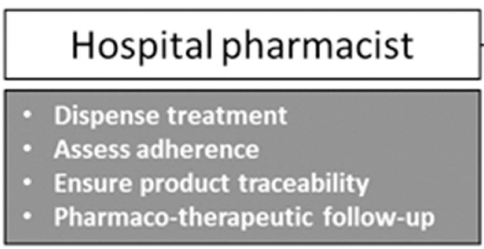 Hospital pharmacist
• Dispense treatment
• Assess adherence
• Ensure product traceability
• Pharmaco-therapeutic follow-up